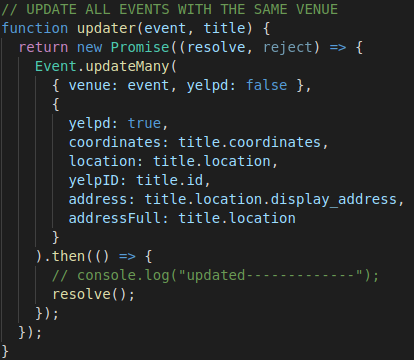 // UPDATE ALL EVENTS WITH THE SAME VENUE
function updater(event, title) {
  return new Promise((resolve, reject) => {
    Event.updateMany(
      { venue: event, yelpd: false },
      {
        yelpd: true,
        coordinates: title.coordinates,
        location: title.location,
        yelpID: title.id,
        address: title.location.display_address,
        addressFull: title.location
      }
    ).then(() => {
      // console.log("updated-------------");
      resolve();
    });
  });
}